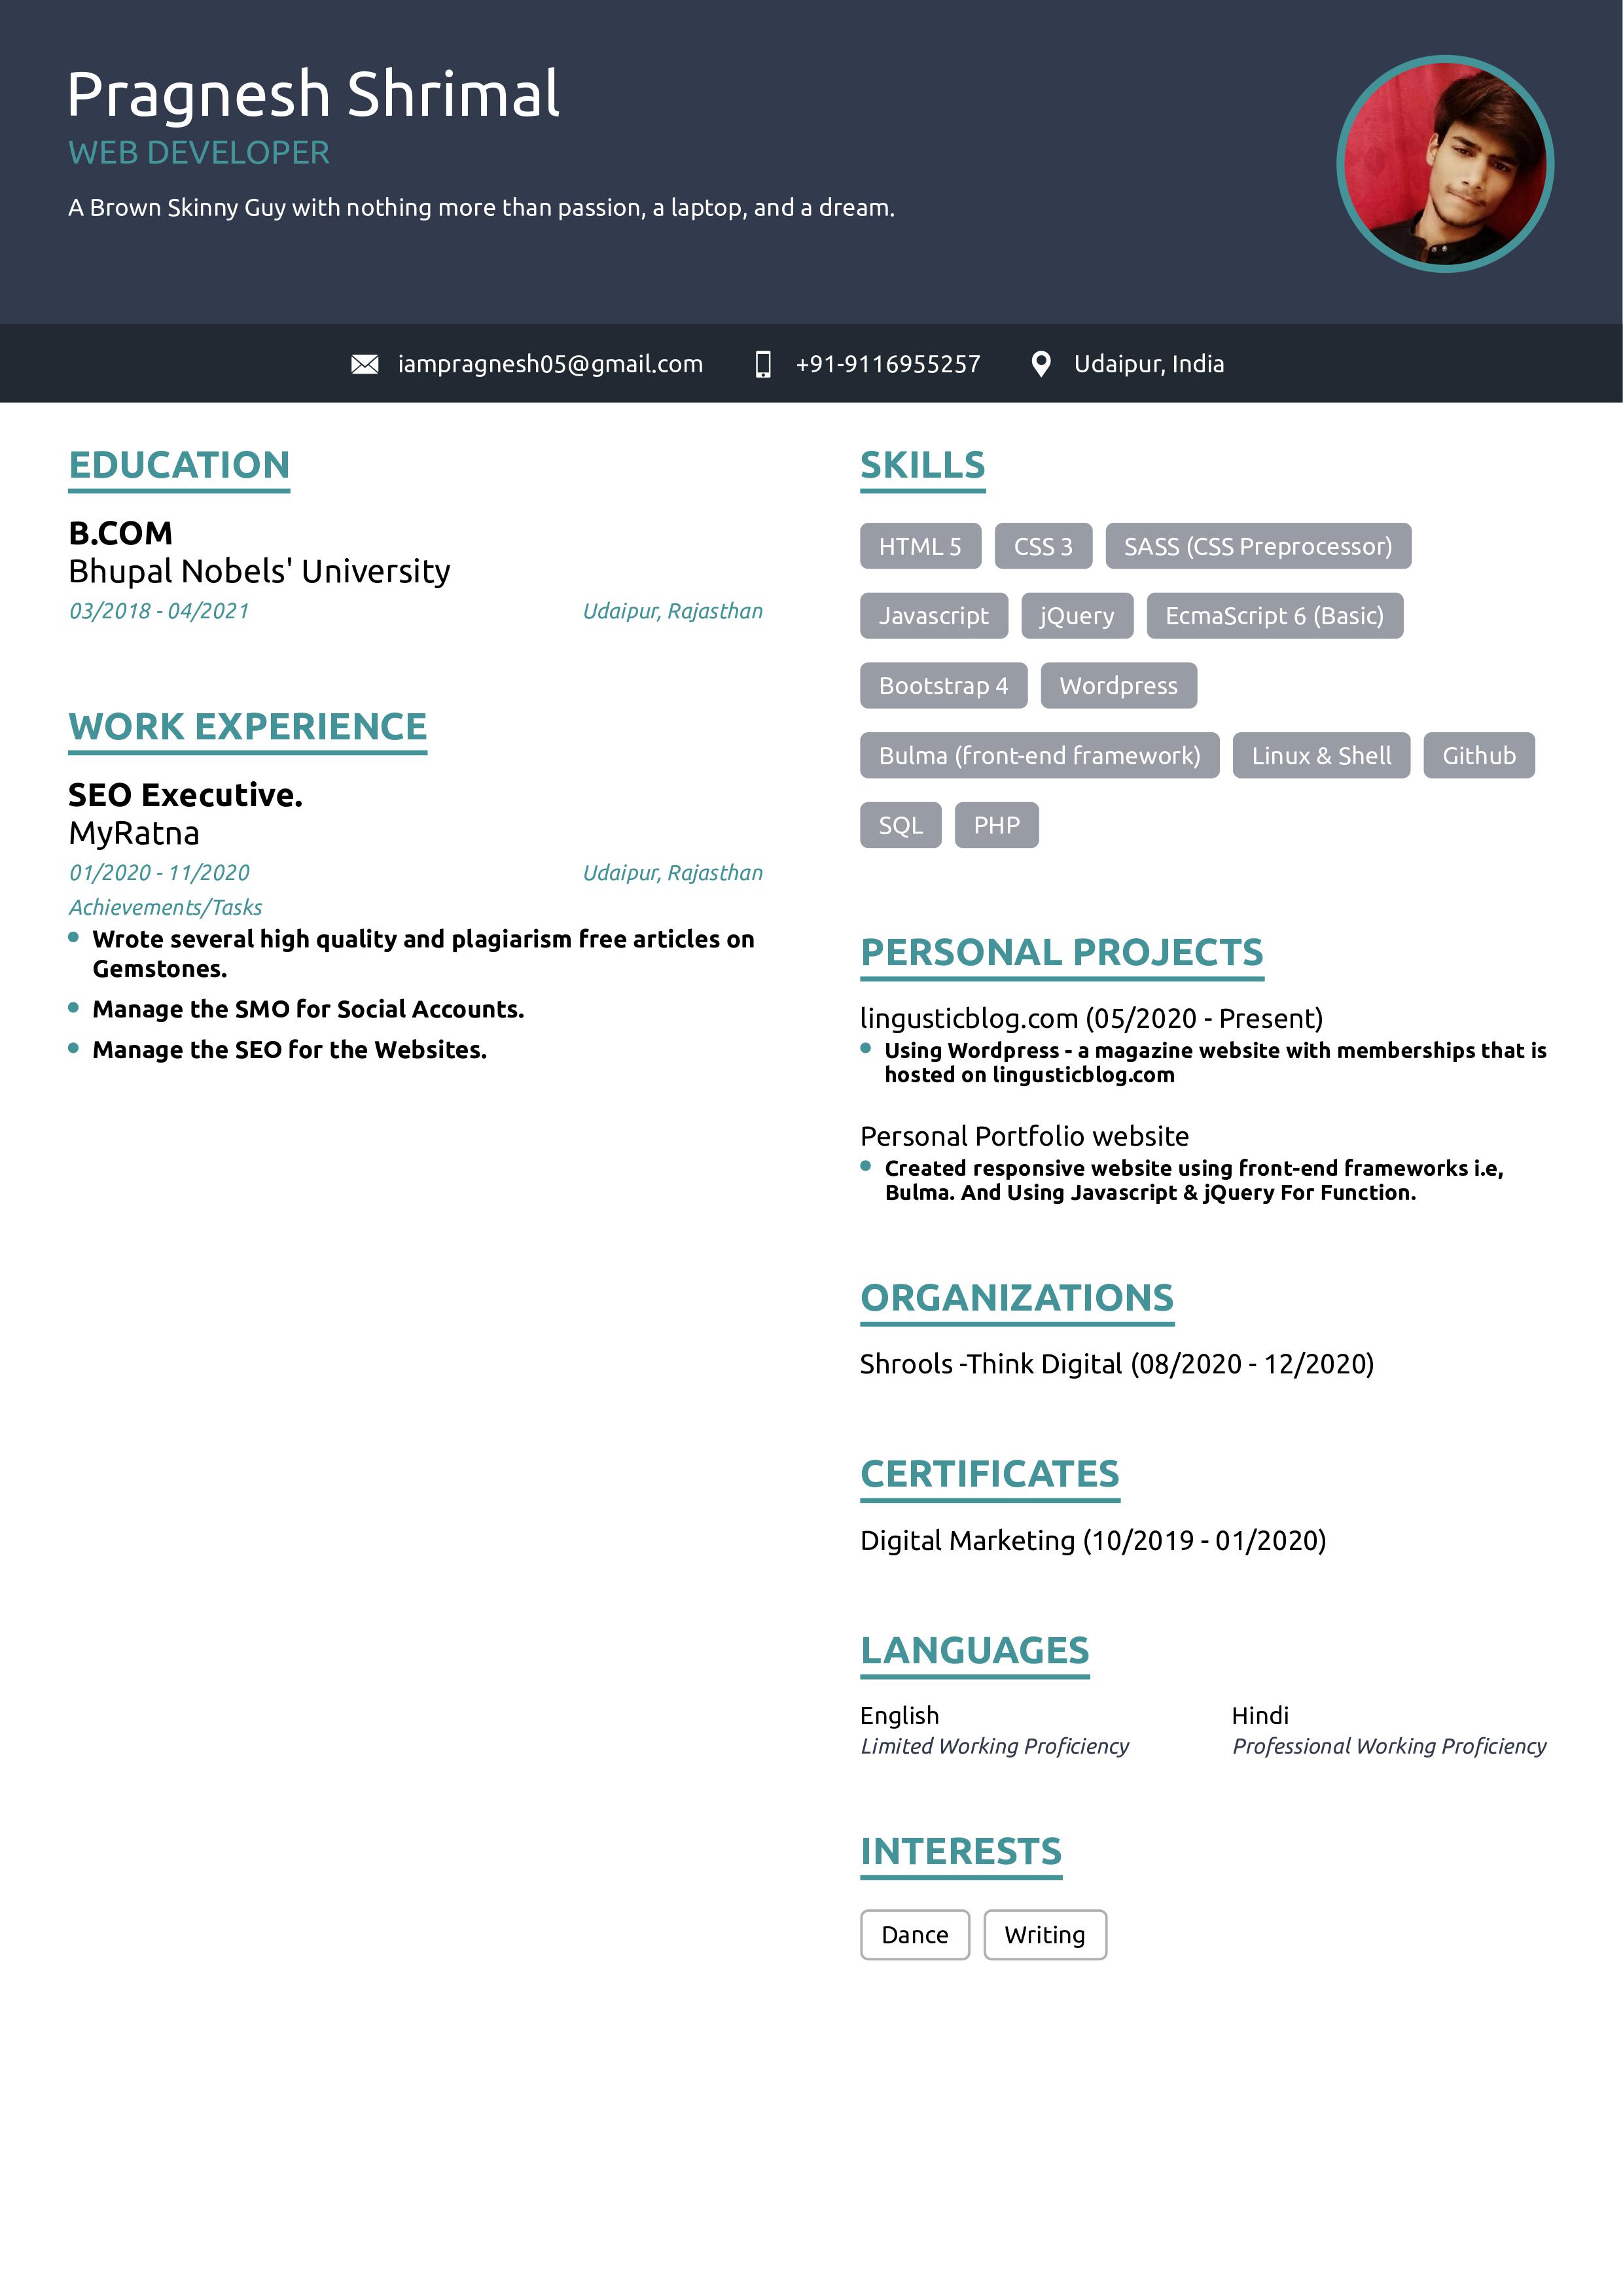 Pragnesh Shrimal
WEB DEVELOPER
A Brown Skinny Guy with nothing more than passion, a laptop, and a dream.
iampragnesh05@gmail.com +91-9116955257 Udaipur, India
EDUCATION
B.COM
Bhupal Nobels' University
03/2018 - 04/2021 Udaipur, Rajasthan
WORK EXPERIENCE
SEO Executive.
MyRatna
01/2020 - 11/2020 Udaipur, Rajasthan
Achievements/Tasks
Wrote several high quality and plagiarism free articles on
Gemstones.
Manage the SMO for Social Accounts.
Manage the SEO for the Websites.
SKILLS
HTML 5 CSS 3 SASS (CSS Preprocessor)
Javascript jQuery EcmaScript 6 (Basic)
Bootstrap 4 Wordpress
Bulma (front-end framework) Linux & Shell Github
SQL PHP
PERSONAL PROJECTS
lingusticblog.com (05/2020 - Present)
Using Wordpress - a magazine website with memberships that is
hosted on lingusticblog.com
Personal Portfolio website
Created responsive website using front-end frameworks i.e,
Bulma. And Using Javascript & jQuery For Function.
ORGANIZATIONS
Shrools -Think Digital (08/2020 - 12/2020)
CERTIFICATES
Digital Marketing (10/2019 - 01/2020)
LANGUAGES
English Hindi
Limited Working Proficiency Professional Working Proficiency
INTERESTS
Dance Writing